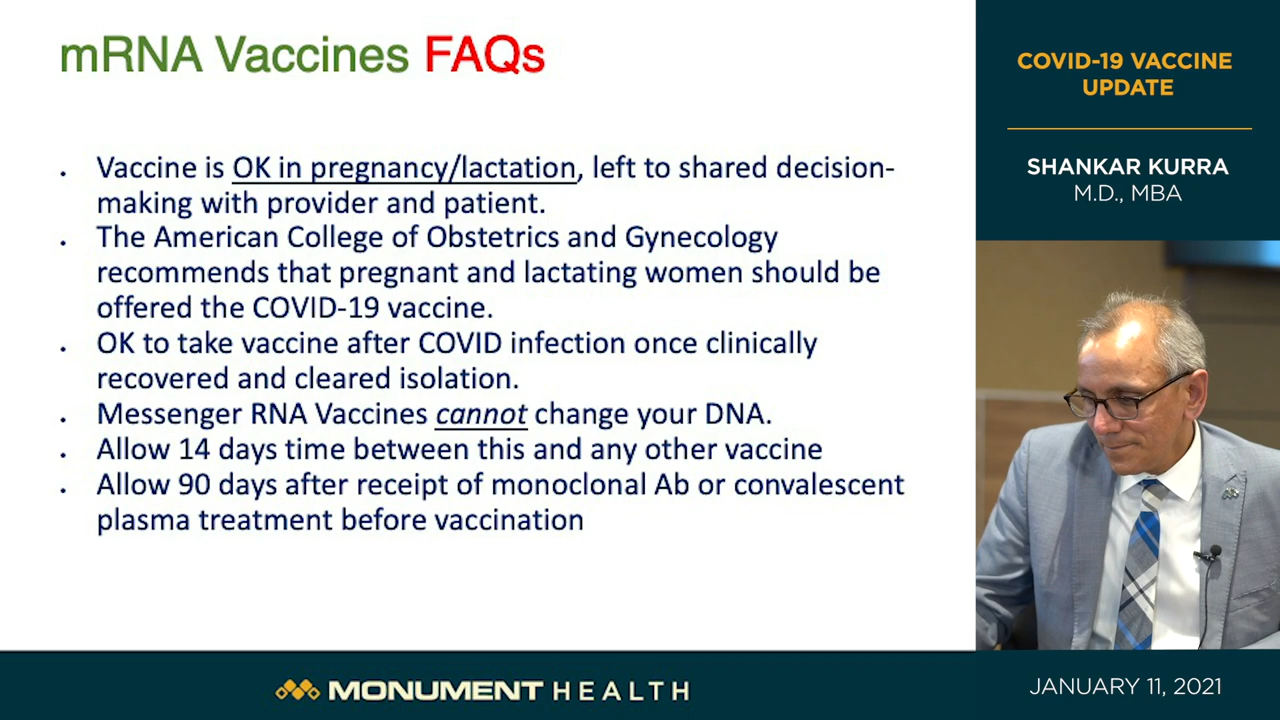 mRNA Vaccines FAQs
• Vaccine is OK in pregnancy/lactation, left to shared decision-
making with provider and patient.
• The American College of Obstetrics and Gynecology
recommends that pregnant and lactating women should be
offered the COVID-19 vaccine.
• OK to take vaccine after COVID infection once clinically
recovered and cleared isolation.
• Messenger RNA Vaccines cannot change your DNA.
• Allow 14 days time between this and any other vaccine
• Allow 90 days after receipt of monoclonal Ab or convalescent
plasma treatment before vaccination
COVID-19 VACCINE
UPDATE
SHANKAR KURRA
M.D., MBA
MONUMENT HEALTH
JANUARY 11, 2021